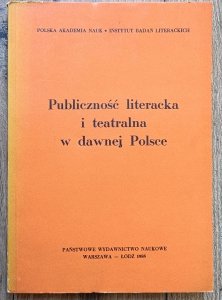 POLSKA AKADEMIA NAUK • INSTYTUT BADAŃ LITERACKICH
Publiczność literacka
i teatralna
w dawnej Polsce
PAŃSTWOWE WYDAWNICTWO NAUKOWE
WARSZAWA — ŁÓDŹ 1985